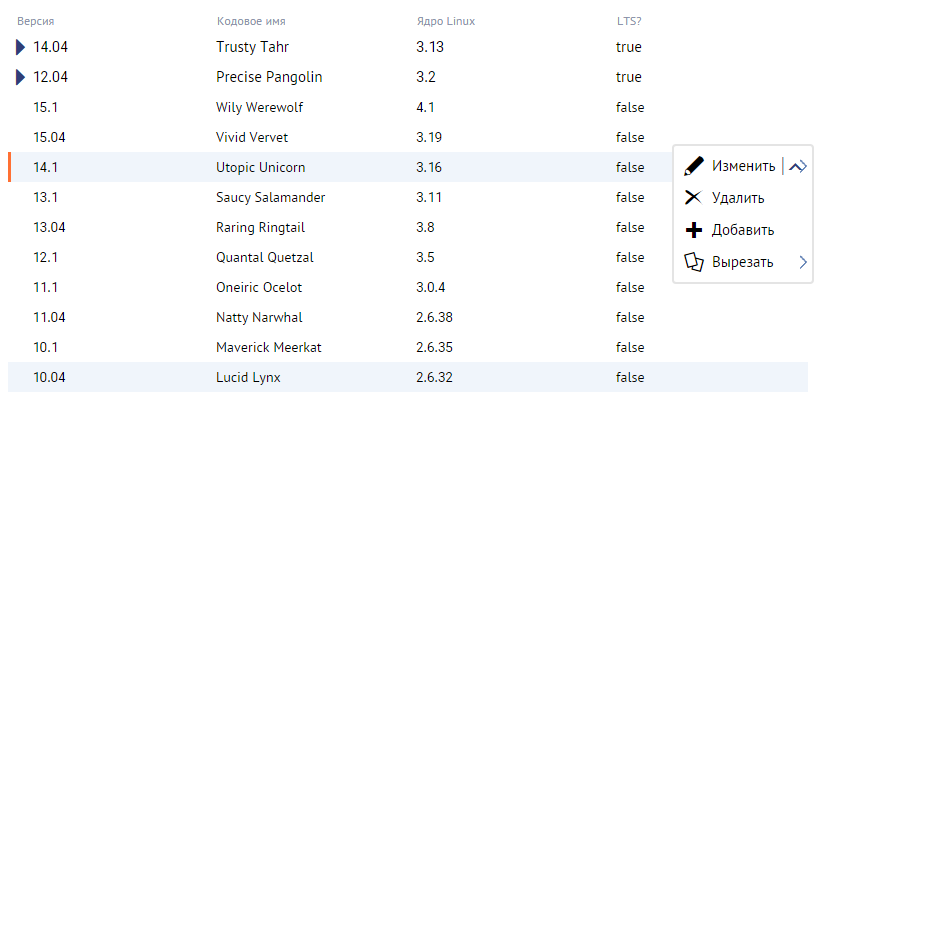 Версия Кодовое имя Ядро Linux LTS?
14.04 Trusty Tahr 3.13 true
12.04 Precise Pangolin 3.2 true
15.1 Wily Werewolf 4.1 false
15.04 Vivid Vervet 3.19 false
14.1 Utopic Unicorn 3.16 false Изменить
13.1 Saucy Salamander 3.11 false Удалить
13.04 Raring Ringtail 3.8 false Добавить
12.1 Quantal Quetzal 3.5 false Вырезать
11.1 Oneiric Ocelot 3.0.4 false
11.04 Natty Narwhal 2.6.38 false
10.1 Maverick Meerkat 2.6.35 false
10.04 Lucid Lynx 2.6.32 false